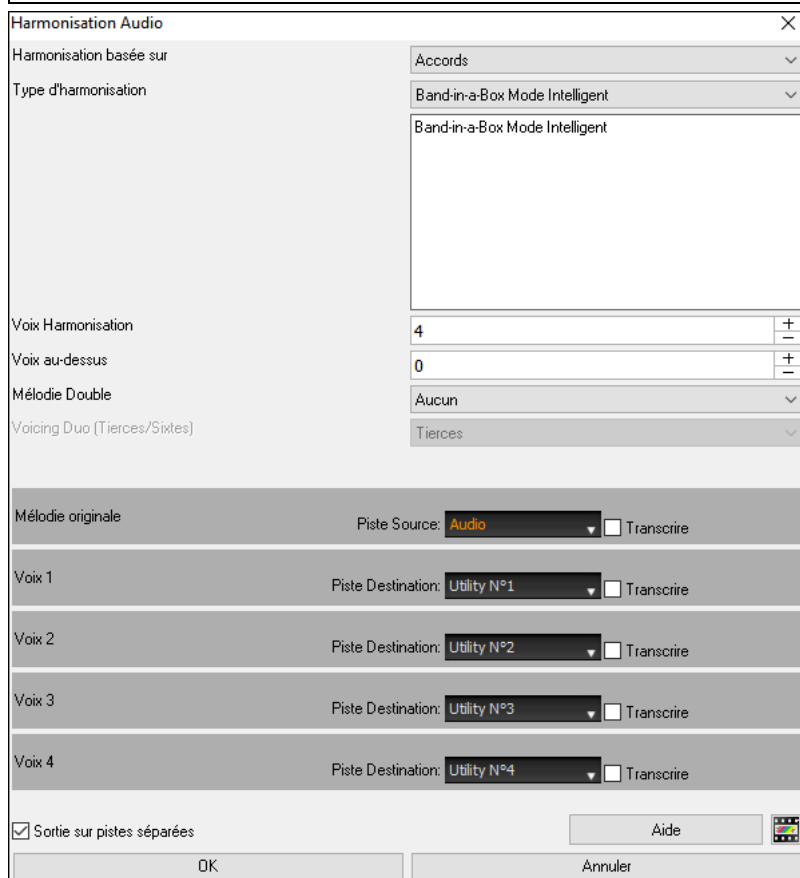 Harmonisation Audio
Harmonisation basée sur Accords
Type d'harmonisation Band-in-a-Box Mode Intelligent
Band-in-a-Box Mode Intelligent
Voix Harmonisation 4
Voix au-dessus 0
Mélodie Double Aucun
Voicing Duo (Tierces/Sixtes) Tierces
Mélodie originale Piste Source: Audio Transcrire
Voix 1 Piste Destination: Utility N°1 Transcrire
Voix 2 Piste Destination: Utility N°2 Transcrire
Voix 3 Piste Destination: Utility N°3 Transcrire
Voix 4 Piste Destination: Utility N°4 Transcrire
Sortie sur pistes séparées Aide
OK Annuler